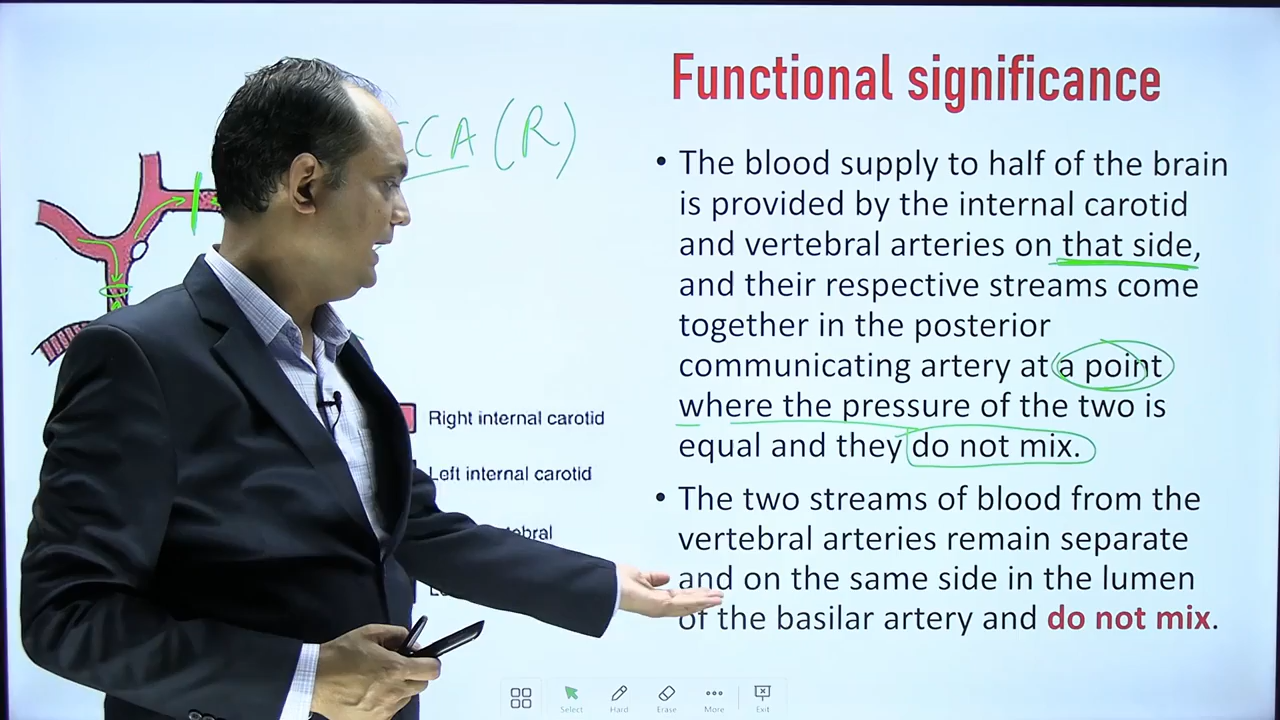 Functional significance
CCA (R)
• The blood supply to half of the brain
is provided by the internal carotid
and vertebral arteries on that side,
and their respective streams come
together in the posterior
communicating artery at a point
where the pressure of the two is
equal and they do not mix.
• The two streams of blood from the
vertebral arteries remain separate
and on the same side in the lumen
of the basilar artery and do not mix.
Right internal carotid
Left internal carotid
Select
Hard
Erase
More
Exit